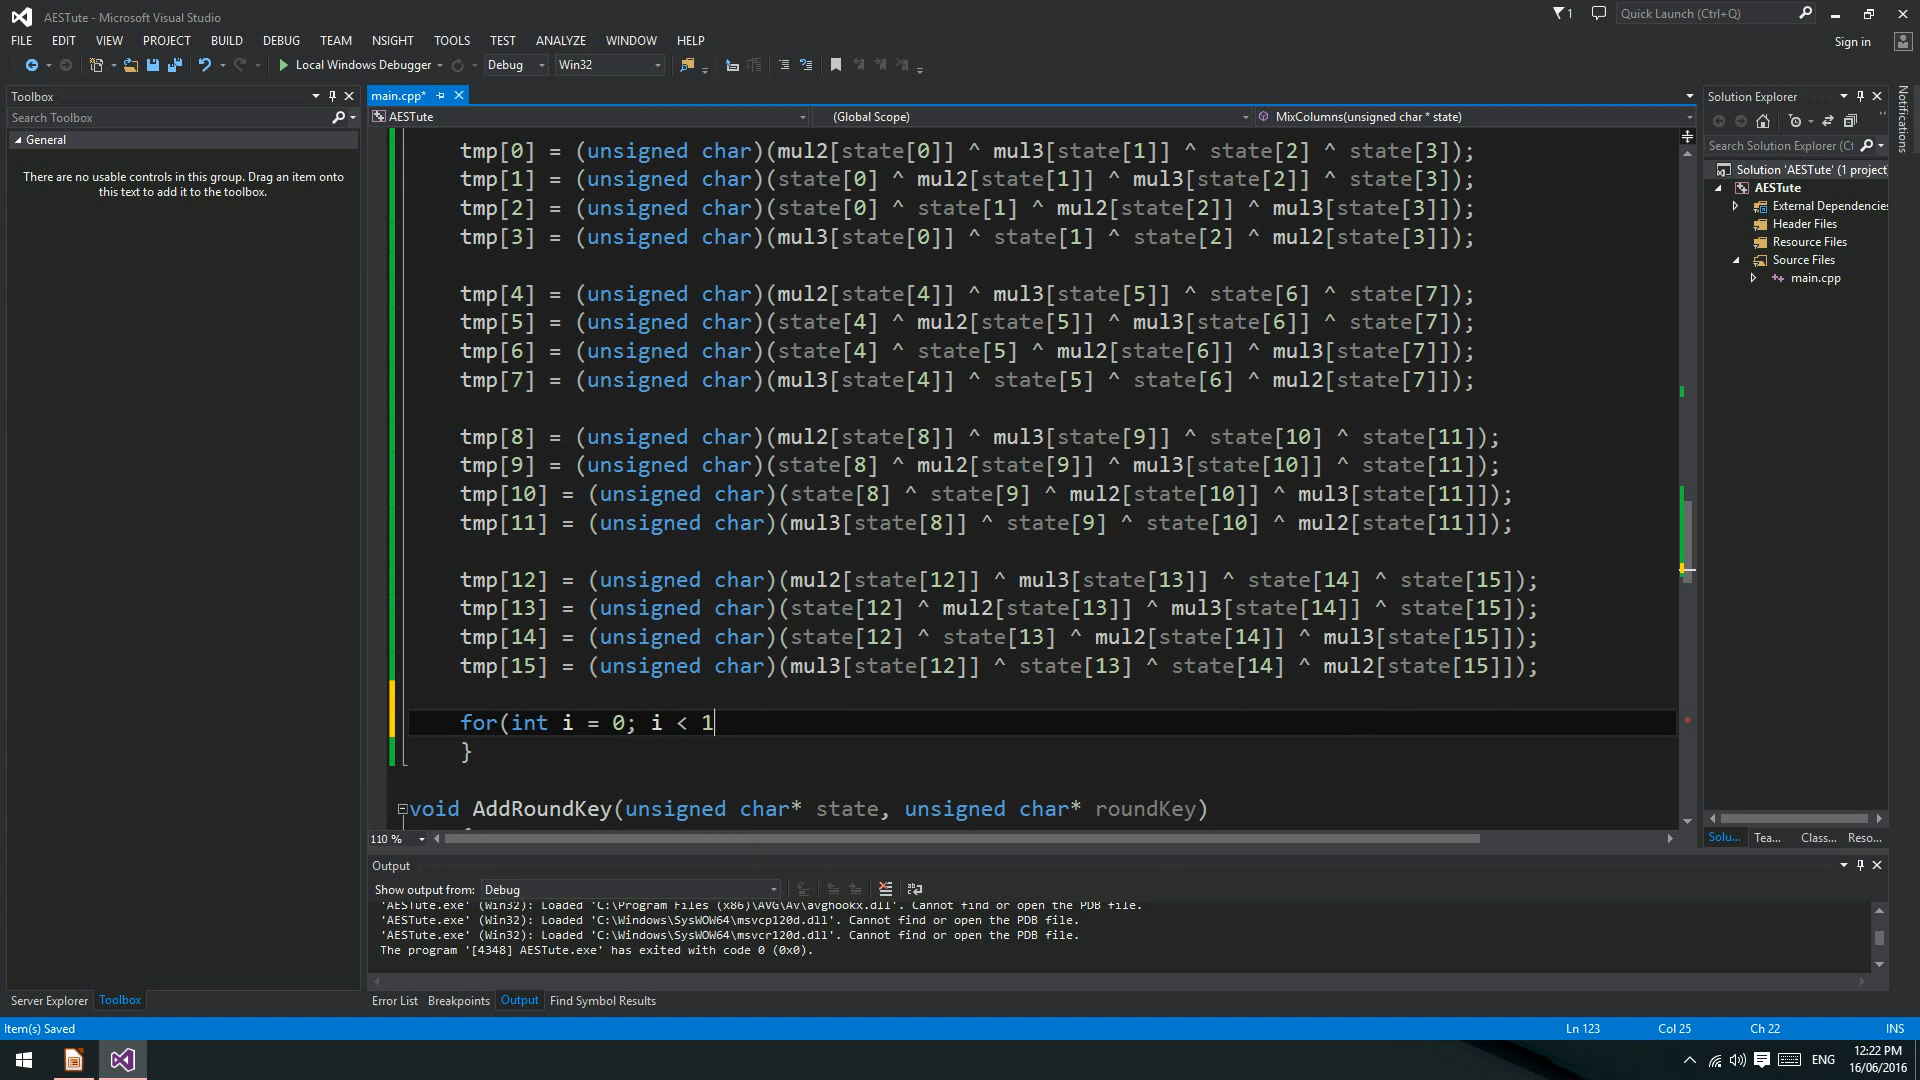 AESTute - Microsoft Visual Studio
1
Quick Launch (Ctrl+Q)
FILE EDIT VIEW PROJECT BUILD DEBUG TEAM NSIGHT TOOLS TEST ANALYZE WINDOW HELP
Sign in
Local Windows Debugger Debug Win32
Toolbox
Search Toolbox
General
There are no usable controls in this group. Drag an item onto
this text to add it to the toolbox.
main.cpp*
AESTute (Global Scope) MixColumns(unsigned char * state)
tmp[0] = (unsigned char)(mul2[state[0]] ^ mul3[state[1]] ^ state[2] ^ state[3]);
tmp[1] = (unsigned char)(state[0] ^ mul2[state[1]] ^ mul3[state[2]] ^ state[3]);
tmp[2] = (unsigned char)(state[0] ^ state[1] ^ mul2[state[2]] ^ mul3[state[3]]);
tmp[3] = (unsigned char)(mul3[state[0]] ^ state[1] ^ state[2] ^ mul2[state[3]]);
tmp[4] = (unsigned char)(mul2[state[4]] ^ mul3[state[5]] ^ state[6] ^ state[7]);
tmp[5] = (unsigned char)(state[4] ^ mul2[state[5]] ^ mul3[state[6]] ^ state[7]);
tmp[6] = (unsigned char)(state[4] ^ state[5] ^ mul2[state[6]] ^ mul3[state[7]]);
tmp[7] = (unsigned char)(mul3[state[4]] ^ state[5] ^ state[6] ^ mul2[state[7]]);
tmp[8] = (unsigned char)(mul2[state[8]] ^ mul3[state[9]] ^ state[10] ^ state[11]);
tmp[9] = (unsigned char)(state[8] ^ mul2[state[9]] ^ mul3[state[10]] ^ state[11]);
tmp[10] = (unsigned char)(state[8] ^ state[9] ^ mul2[state[10]] ^ mul3[state[11]]);
tmp[11] = (unsigned char)(mul3[state[8]] ^ state[9] ^ state[10] ^ mul2[state[11]]);
tmp[12] = (unsigned char)(mul2[state[12]] ^ mul3[state[13]] ^ state[14] ^ state[15]);
tmp[13] = (unsigned char)(state[12] ^ mul2[state[13]] ^ mul3[state[14]] ^ state[15]);
tmp[14] = (unsigned char)(state[12] ^ state[13] ^ mul2[state[14]] ^ mul3[state[15]]);
tmp[15] = (unsigned char)(mul3[state[12]] ^ state[13] ^ state[14] ^ mul2[state[15]]);
for(int i = 0; i < 1
}
void AddRoundKey(unsigned char* state, unsigned char* roundKey)
110 %
Output
Show output from: Debug
'AESTute.exe' (Win32): Loaded 'C:\Program Files (x86)\AVG\Av\avghookx.dll'. Cannot find or open the PDB file.
'AESTute.exe' (Win32): Loaded 'C:\Windows\SysWOW64\msvcp120d.dll'. Cannot find or open the PDB file.
'AESTute.exe' (Win32): Loaded 'C:\Windows\SysWOW64\msvcr120d.dll'. Cannot find or open the PDB file.
The program '[4348] AESTute.exe' has exited with code 0 (0x0).
Solution Explorer
Search Solution Explorer (Ct
Solution 'AESTute' (1 project
AESTute
External Dependencies
Header Files
Resource Files
Source Files
main.cpp
Solu... Tea... Class... Reso...
Notifications
Server Explorer Toolbox
Error List Breakpoints Output Find Symbol Results
Item(s) Saved Ln 123 Col 25 Ch 22 INS
ENG
12:22 PM
16/06/2016